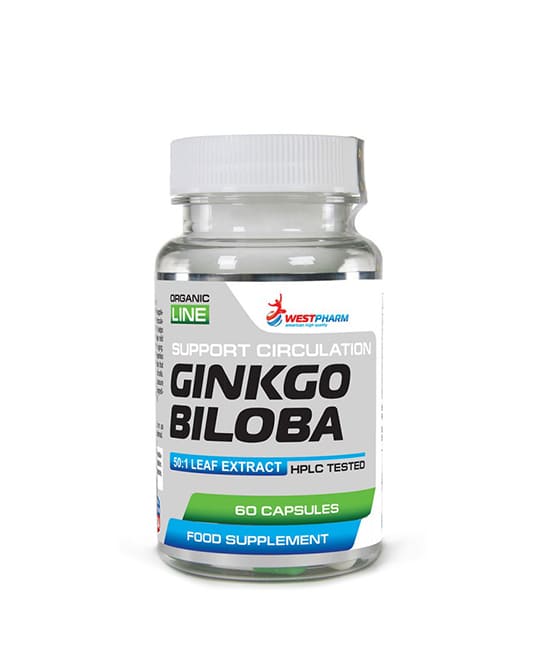 ORGANIC
LINE
WESTPHARM
american high quality
SUPPORT CIRCULATION
GINKGO
BILOBA
50:1 LEAF EXTRACT
HPLC TESTED
60 CAPSULES
FOOD SUPPLEMENT